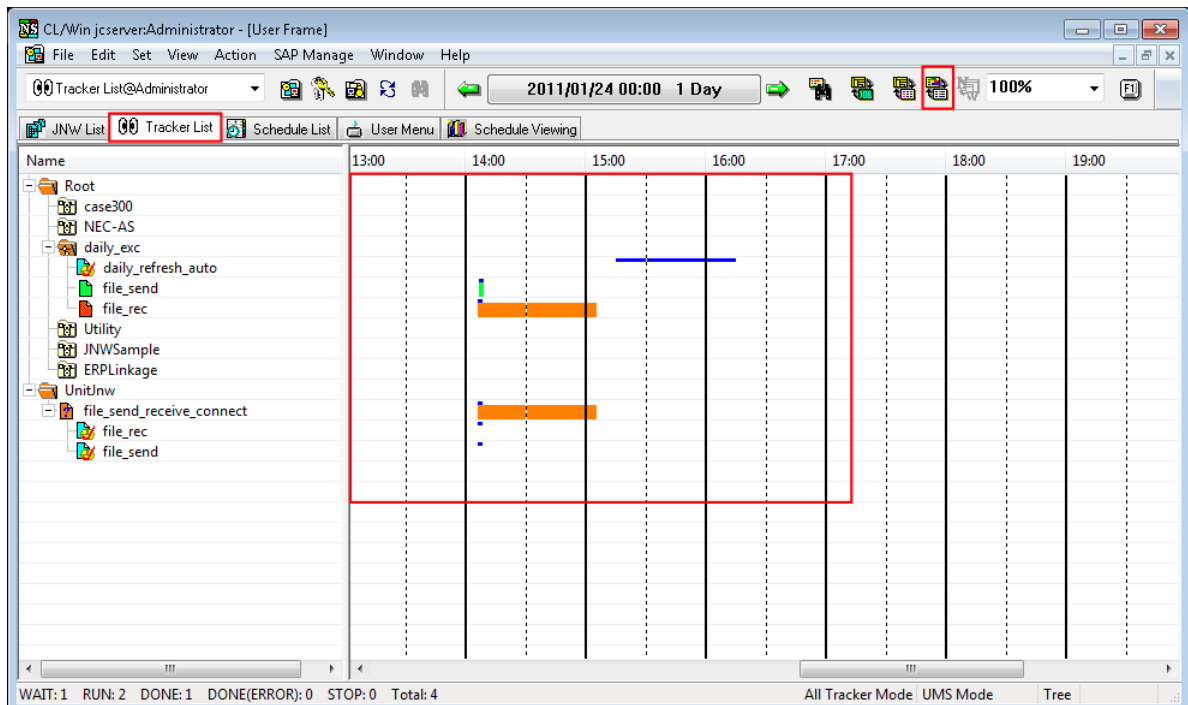 CL/Win jcserver:Administrator - [User Frame]
File Edit Set View Action SAP Manage Window Help
Tracker List@Administrator 2011/01/24 00:00 1 Day 100% F1
JNW List Tracker List Schedule List User Menu Schedule Viewing
Name 13:00 14:00 15:00 16:00 17:00 18:00 19:00
Root
case300
NEC-AS
daily_exc
daily_refresh_auto
file_send
file_rec
Utility
JNWSample
ERPLinkage
UnitJnw
file_send_receive_connect
file_rec
file_send
WAIT: 1 RUN: 2 DONE: 1 DONE(ERROR): 0 STOP: 0 Total: 4 All Tracker Mode UMS Mode Tree